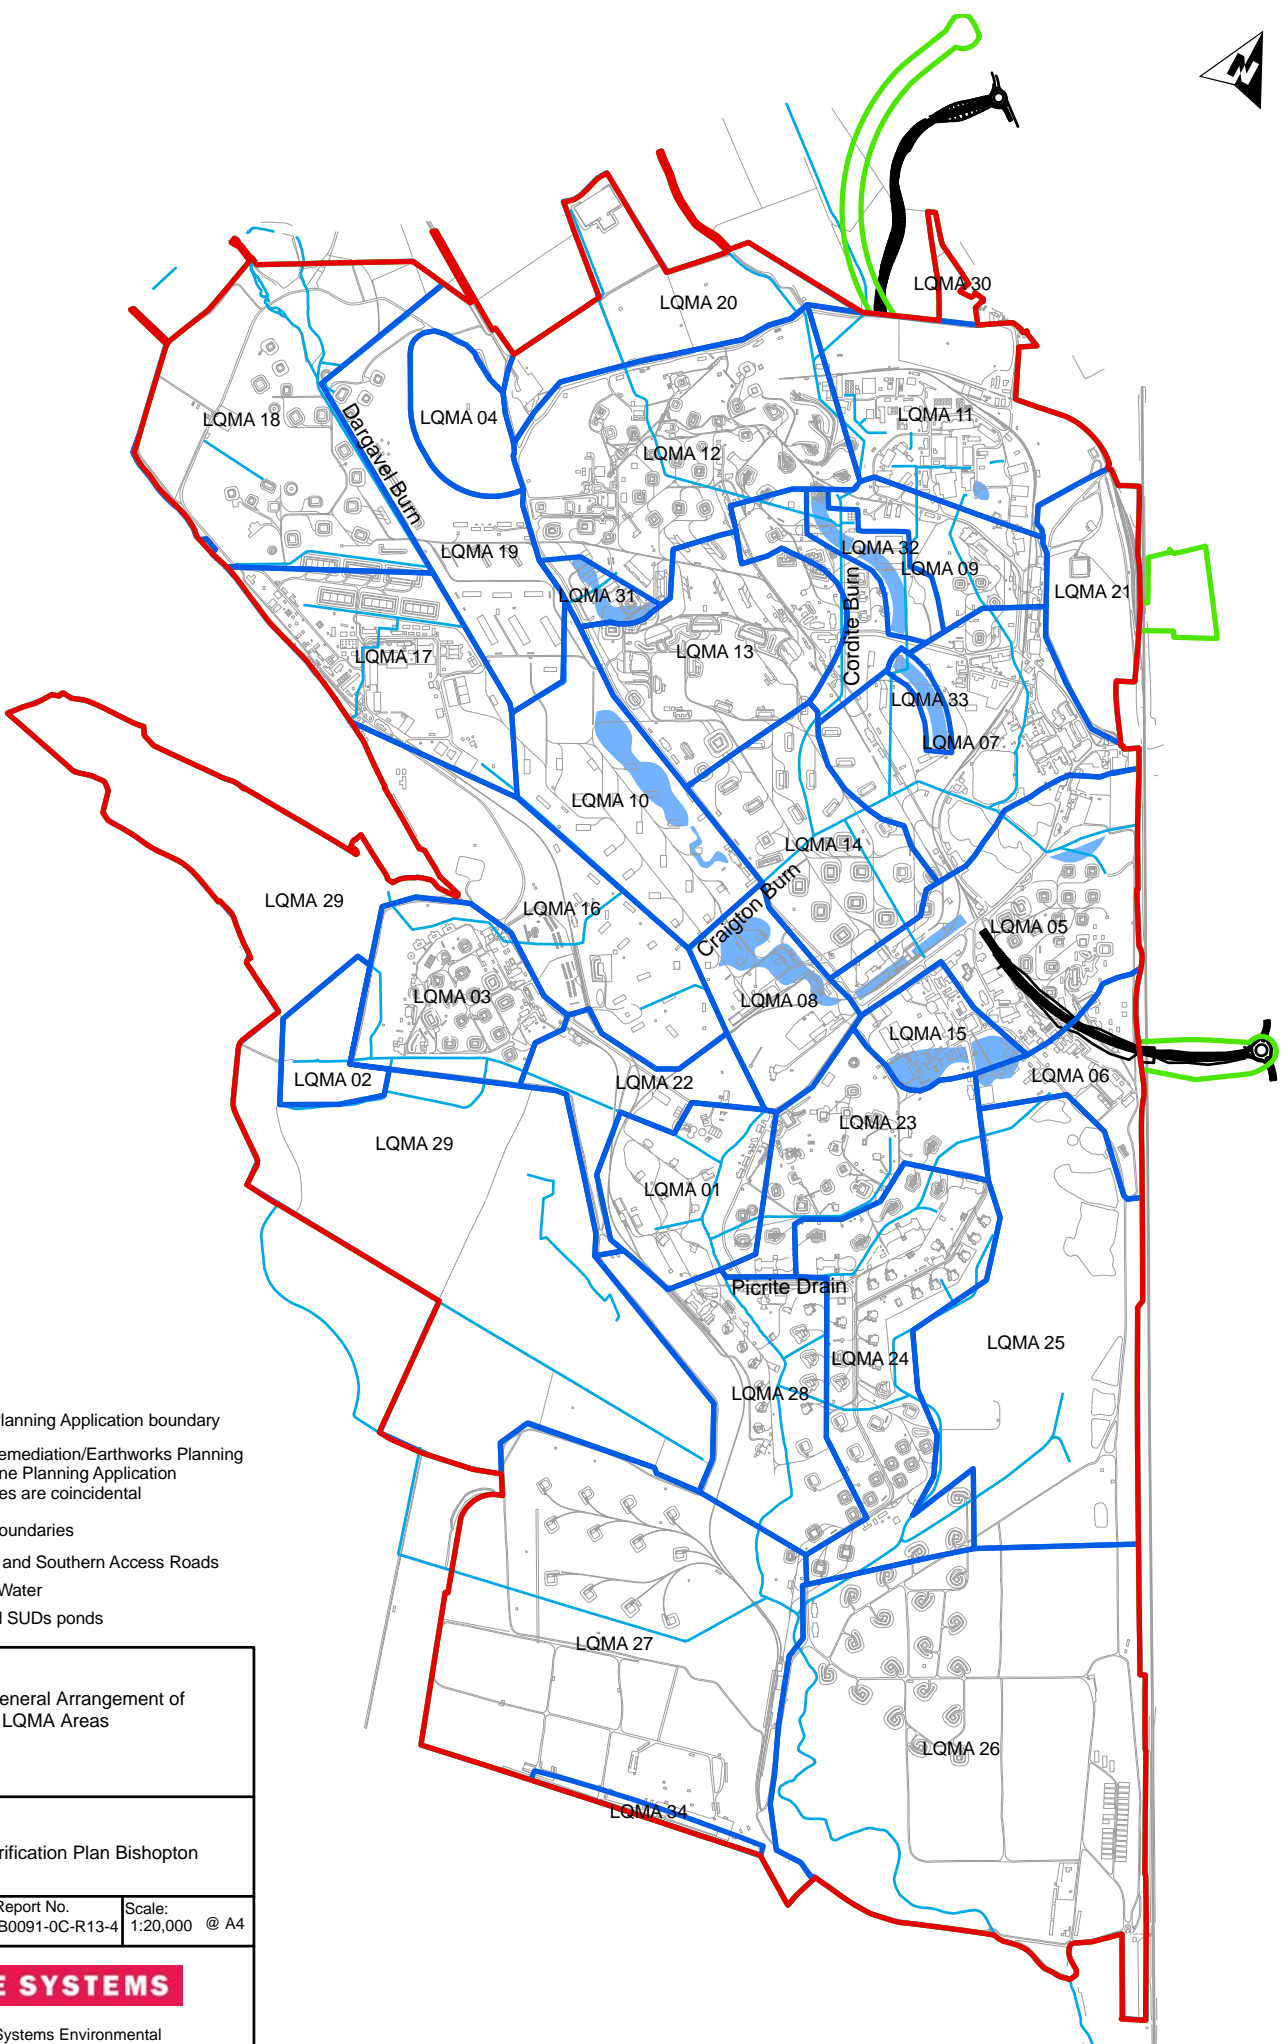 N
LQMA 30
LQMA 20
LQMA 18
LQMA 04
LQMA 11
Dargavel Burn
LQMA 12
LQMA 19
LQMA 32
LQMA 09
LQMA 31
Cordite Burn
LQMA 21
LQMA 17
LQMA 13
LQMA 33
LQMA 07
LQMA 10
LQMA 14
LQMA 29
LQMA 16
Craigton Burn
LQMA 05
LQMA 03
LQMA 08
LQMA 15
LQMA 02
LQMA 22
LQMA 06
LQMA 29
LQMA 23
LQMA 01
Picrite Drain
LQMA 25
LQMA 24
LQMA 28
LQMA 27
LQMA 26
LQMA 34
Planning Application boundary
emediation/Earthworks Planning
ne Planning Application
es are coincidental
oundaries
and Southern Access Roads
Water
SUDs ponds
eneral Arrangement of
LQMA Areas
rification Plan Bishopton
Report No.
B0091-0C-R13-4
Scale:
1:20,000 @ A4
E SYSTEMS
Systems Environmental